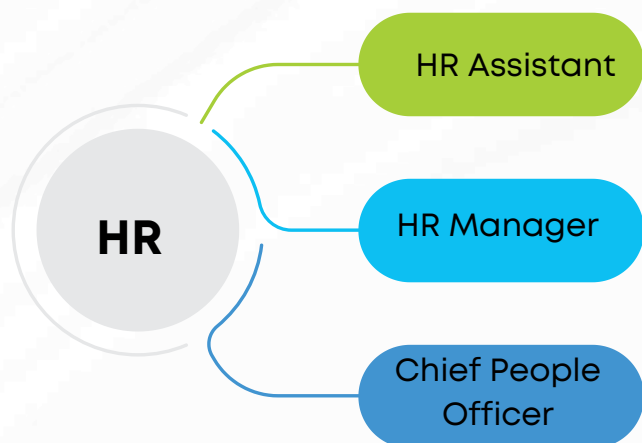 HR
HR Assistant
HR Manager
Chief People
Officer